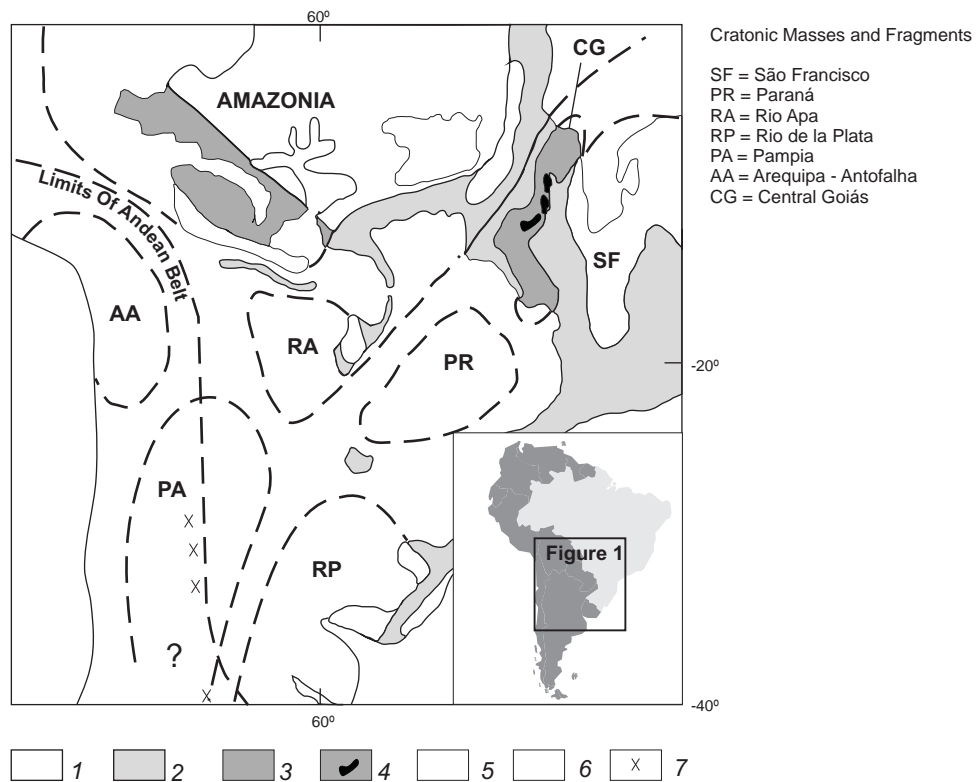 60º
CG
AMAZONIA
Limits Of Andean Belt
SF
AA
RA
PR
-20º
PA
RP
?
Figure 1
-40º
60º
1 2 3 4 5 6 X 7
X
X
X
X
Cratonic Masses and Fragments
SF = São Francisco
PR = Paraná
RA = Rio Apa
RP = Rio de la Plata
PA = Pampia
AA = Arequipa - Antofalha
CG = Central Goiás